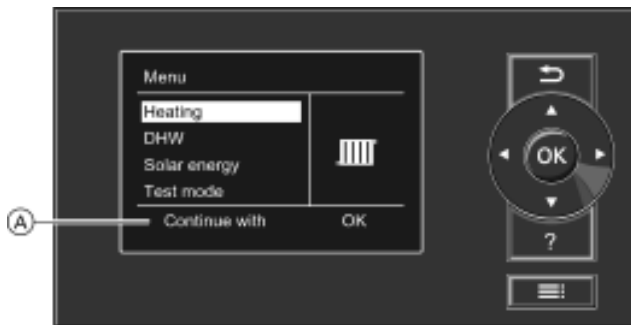 Menu
Heating
DHW
Solar energy
Test mode
Continue with OK
A
OK
?